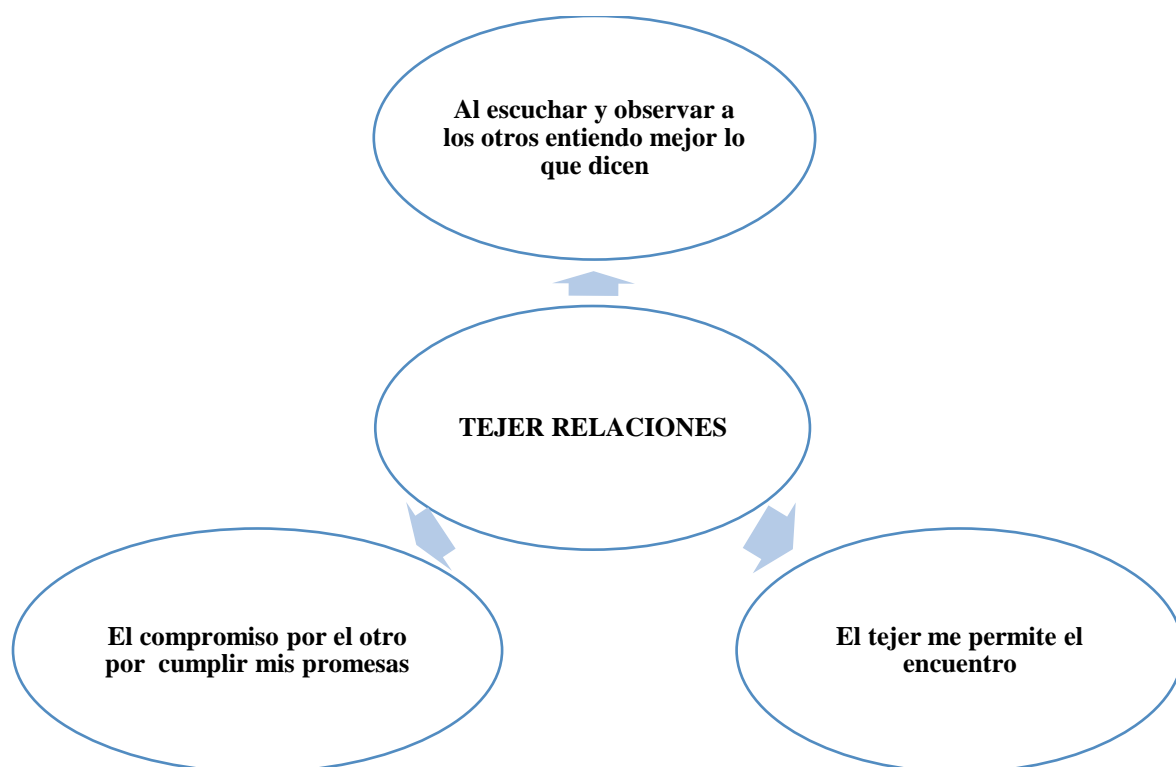 Al escuchar y observar a
los otros entiendo mejor lo
que dicen
TEJER RELACIONES
El compromiso por el otro
por  cumplir mis promesas
El tejer me permite el
encuentro